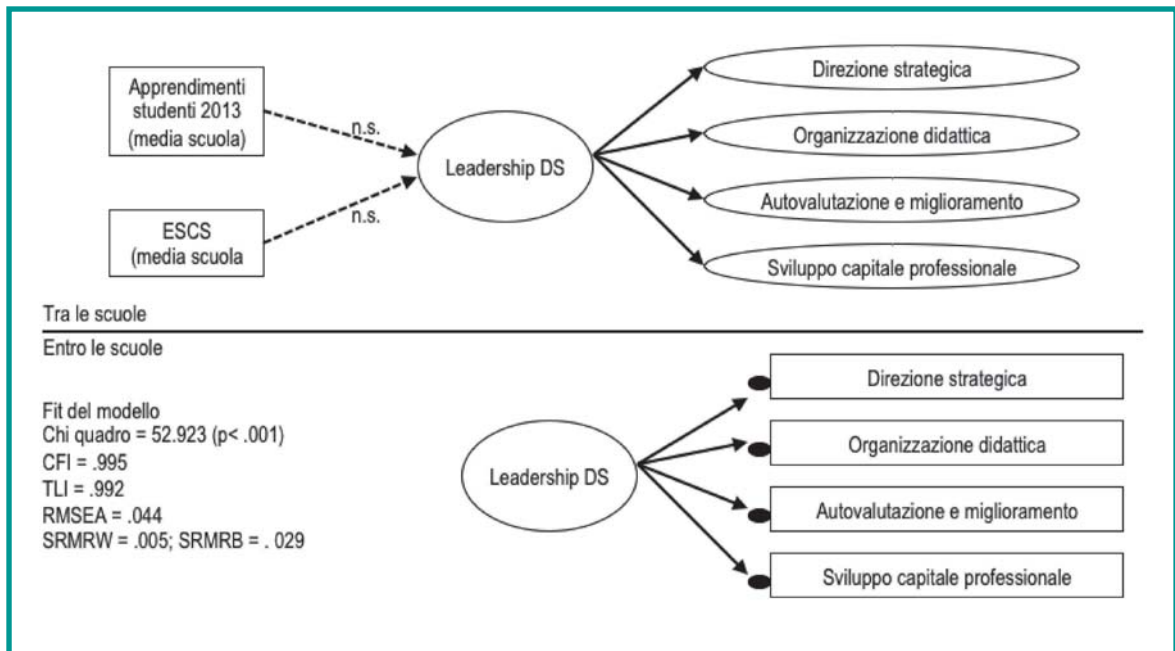 Apprendimenti
studenti 2013
(media scuola)
n.s.
ESCS
(media scuola
n.s.
Leadership DS
Direzione strategica
Organizzazione didattica
Autovalutazione e miglioramento
Sviluppo capitale professionale
Tra le scuole
Entro le scuole
Fit del modello
Chi quadro = 52.923 (p< .001)
CFI = .995
TLI = .992
RMSEA = .044
SRMRW = .005; SRMRB = . 029
Leadership DS
Direzione strategica
Organizzazione didattica
Autovalutazione e miglioramento
Sviluppo capitale professionale